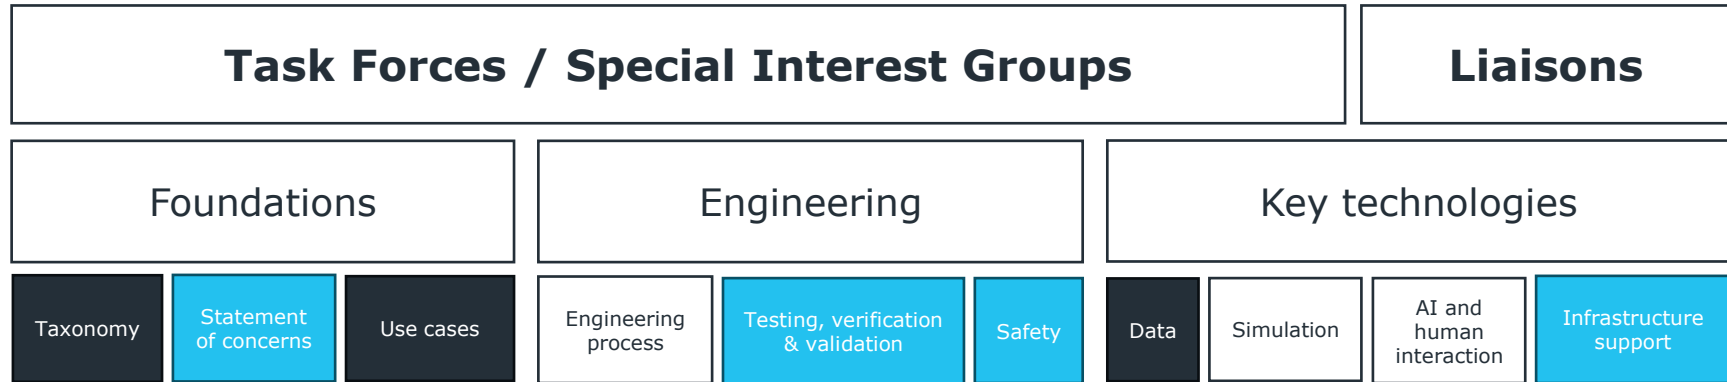 Task Forces / Special Interest Groups
Liaisons
Foundations
Engineering
Key technologies
Taxonomy
Statement
of concerns
Use cases
Engineering
process
Testing, verification
& validation
Safety
Data
Simulation
AI and
human
interaction
Infrastructure
support